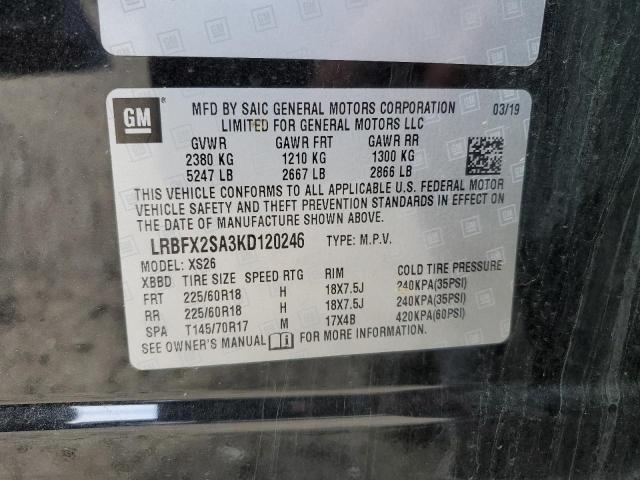 GM
MFD BY SAIC GENERAL MOTORS CORPORATION 03/19
LIMITED FOR GENERAL MOTORS LLC
GVWR GAWR FRT GAWR RR
2380 KG 1210 KG 1300 KG
5247 LB 2667 LB 2866 LB
THIS VEHICLE CONFORMS TO ALL APPLICABLE U.S. FEDERAL MOTOR
VEHICLE SAFETY AND THEFT PREVENTION STANDARDS IN EFFECT ON
THE DATE OF MANUFACTURE SHOWN ABOVE.
LRBFX2SA3KD120246 TYPE: M.P.V.
MODEL: XS26
XBBD TIRE SIZE SPEED RTG RIM COLD TIRE PRESSURE
FRT 225/60R18 H 18X7.5J 240KPA(35PSI)
RR 225/60R18 H 18X7.5J 240KPA(35PSI)
SPA T145/70R17 M 17X4B 420KPA(60PSI)
SEE OWNER'S MANUAL FOR MORE INFORMATION.